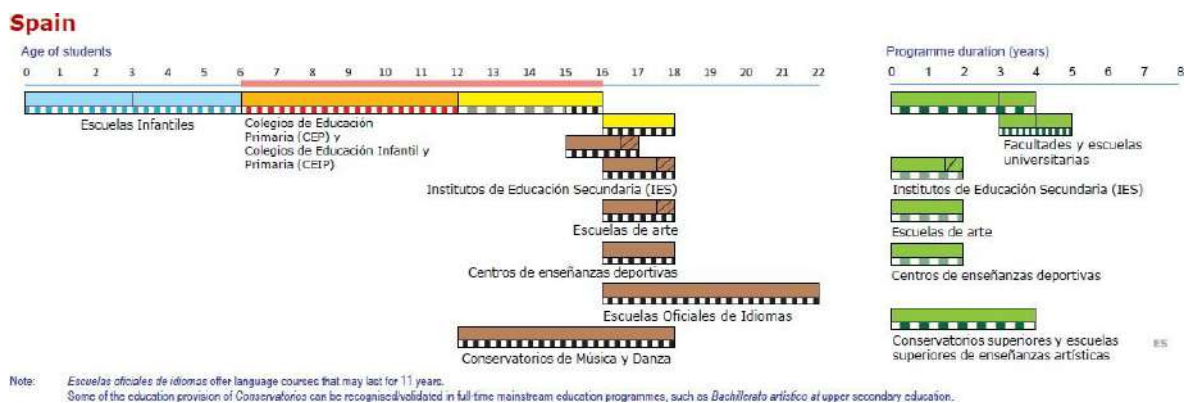 Spain
Age of students
Programme duration (years)
0 1 2 3 4 5 6 7 8 9 10 11 12 13 14 15 16 17 18 19 20 21 22
0 1 2 3 4 5 6 7 8
Escuelas Infantiles
Colegios de Educación
Primaria (CEP) y
Colegios de Educación Infantil y
Primaria (CEIP)
Facultades y escuelas
universitarias
Institutos de Educación Secundaria (IES)
Institutos de Educación Secundaria (IES)
Escuelas de arte
Escuelas de arte
Centros de enseñanzas deportivas
Centros de enseñanzas deportivas
Escuelas Oficiales de Idiomas
Conservatorios de Música y Danza
Conservatorios superiores y escuelas
superiores de enseñanzas artísticas
ES
Note: Escuelas oficiales de idiomas offer language courses that may last for 11 years.
Some of the education provision of Conservatorios can be recognised/validated in full-time mainstream education programmes, such as Bachillerato artístico at upper secondary education.